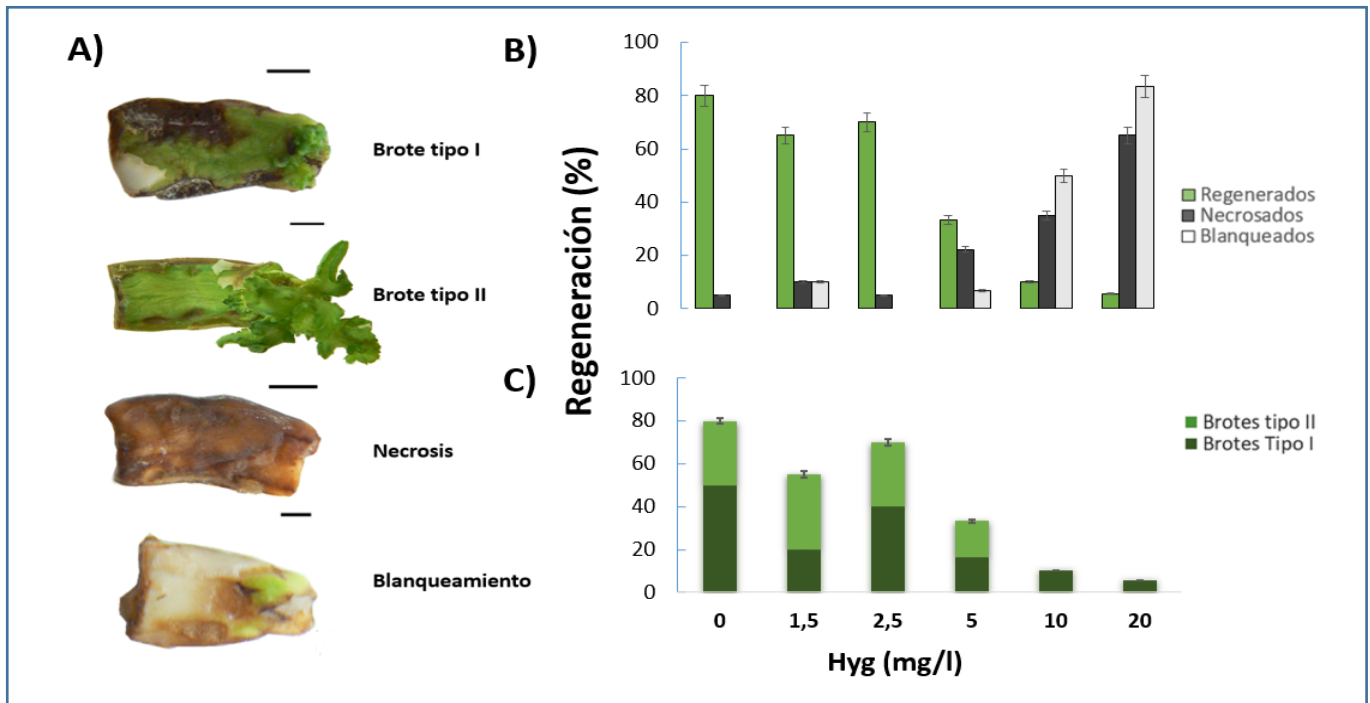 A)
Brote tipo I
Brote tipo II
Necrosis
Blanqueamiento
B)
Regeneración (%)
100
80
60
40
20
0
Regenerados
Necrosados
Blanqueados
C)
100
80
60
40
20
0
Brotes tipo II
Brotes Tipo I
0 1,5 2,5 5 10 20
Hyg (mg/l)